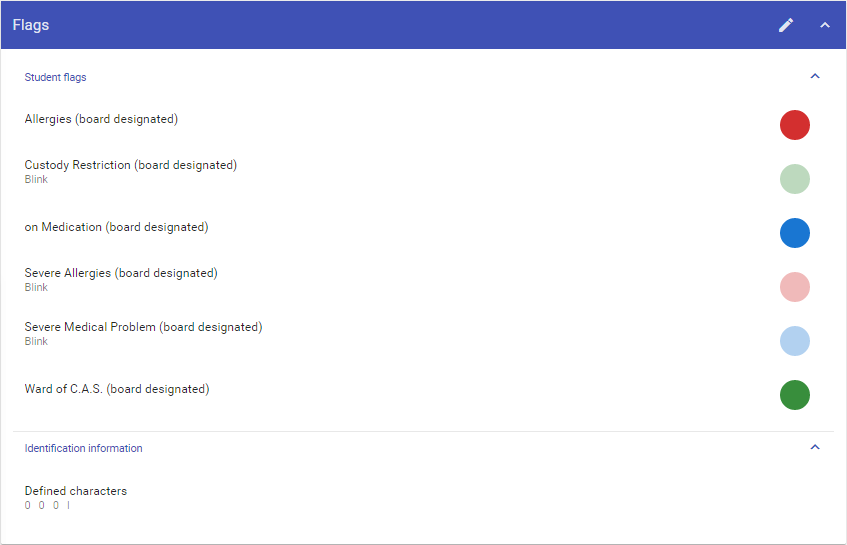 Flags
Student flags
Allergies (board designated)
Custody Restriction (board designated)
Blink
on Medication (board designated)
Severe Allergies (board designated)
Blink
Severe Medical Problem (board designated)
Blink
Ward of C.A.S. (board designated)
Identification information
Defined characters
0 0 0 I